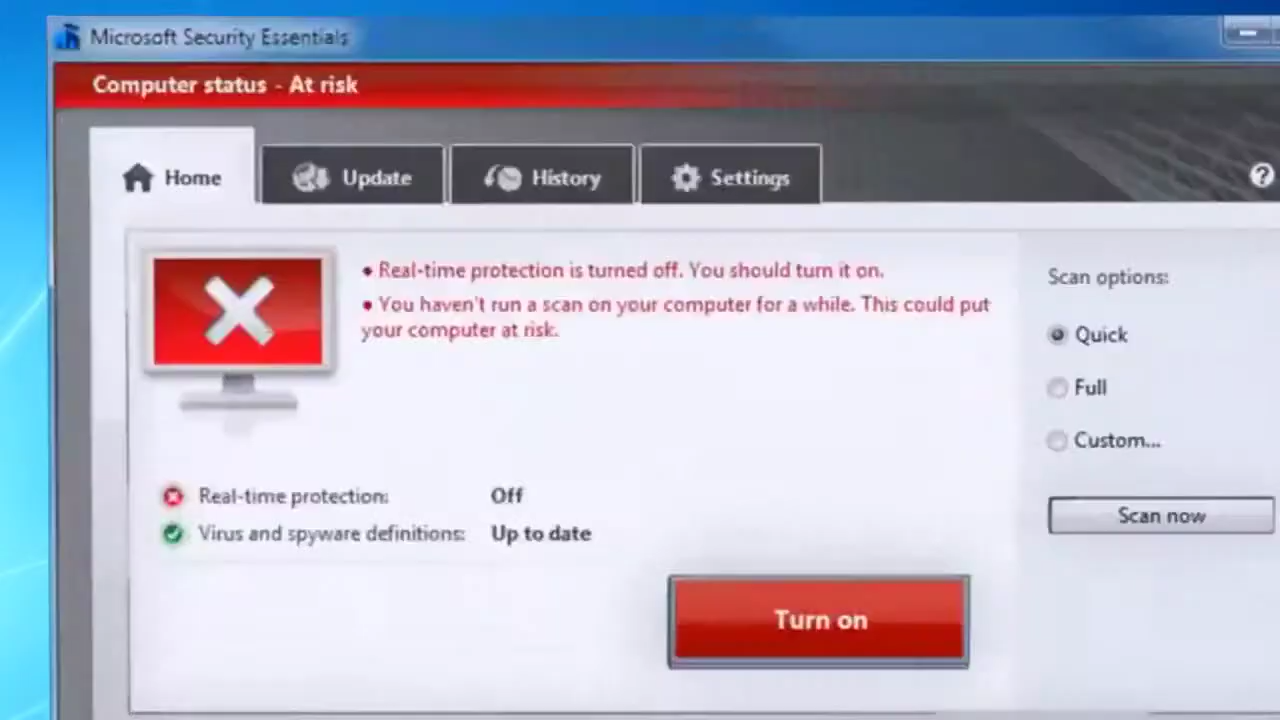 Microsoft Security Essentials
Computer status - At risk
Home
Update
History
Settings
?
• Real-time protection is turned off. You should turn it on.
• You haven't run a scan on your computer for a while. This could put
your computer at risk.
Scan options:
Quick
Full
Custom...
Scan now
Real-time protection: Off
Virus and spyware definitions: Up to date
Turn on